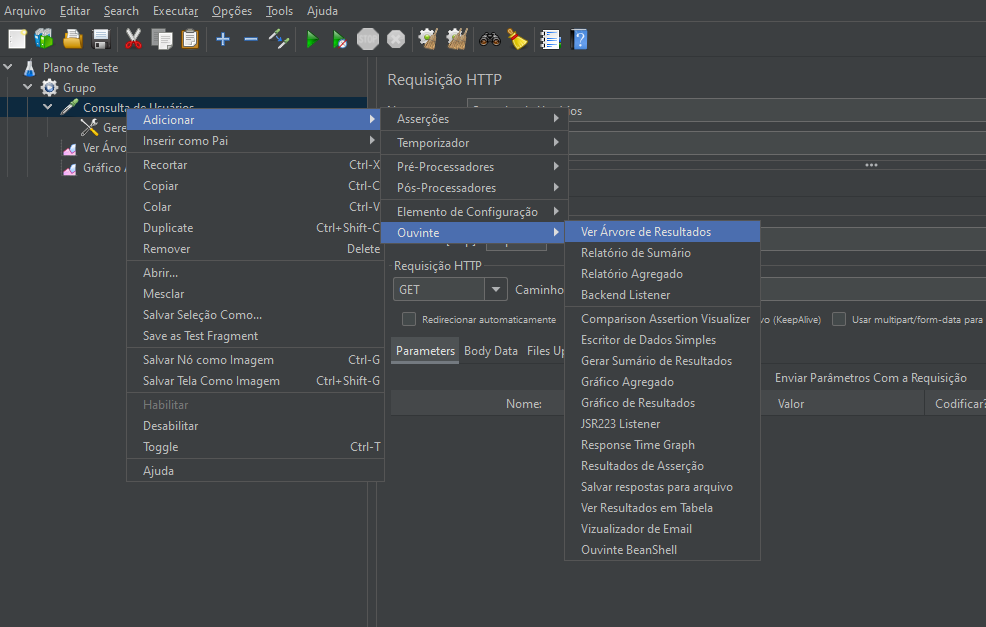 Arquivo Editar Search Executar Opções Tools Ajuda
Plano de Teste
Grupo
Consulta de Usuários
Ver Árvo
Gráfico
Requisição HTTP
Adicionar
Inserir como Pai
Recortar Ctrl-X
Copiar Ctrl-C
Colar Ctrl-V
Duplicate Ctrl+Shift-C
Remover Delete
Abrir...
Mesclar
Salvar Seleção Como...
Save as Test Fragment
Salvar Nó como Imagem Ctrl-G
Salvar Tela Como Imagem Ctrl+Shift-G
Habilitar
Desabilitar
Toggle Ctrl-T
Ajuda
Asserções
Temporizador
Pré-Processadores
Pós-Processadores
Elemento de Configuração
Ouvinte
Ver Árvore de Resultados
Relatório de Sumário
Relatório Agregado
Backend Listener
Comparison Assertion Visualizer
Escritor de Dados Simples
Gerar Sumário de Resultados
Gráfico Agregado
Gráfico de Resultados
JSR223 Listener
Response Time Graph
Resultados de Asserção
Salvar respostas para arquivo
Ver Resultados em Tabela
Vizualizador de Email
Ouvinte BeanShell
Requisição HTTP
GET Caminho
Redirecionar automaticamente vo (KeepAlive) Usar multipart/form-data para
Parameters Body Data Files Up
Enviar Parâmetros Com a Requisição
Nome: Valor Codificar?